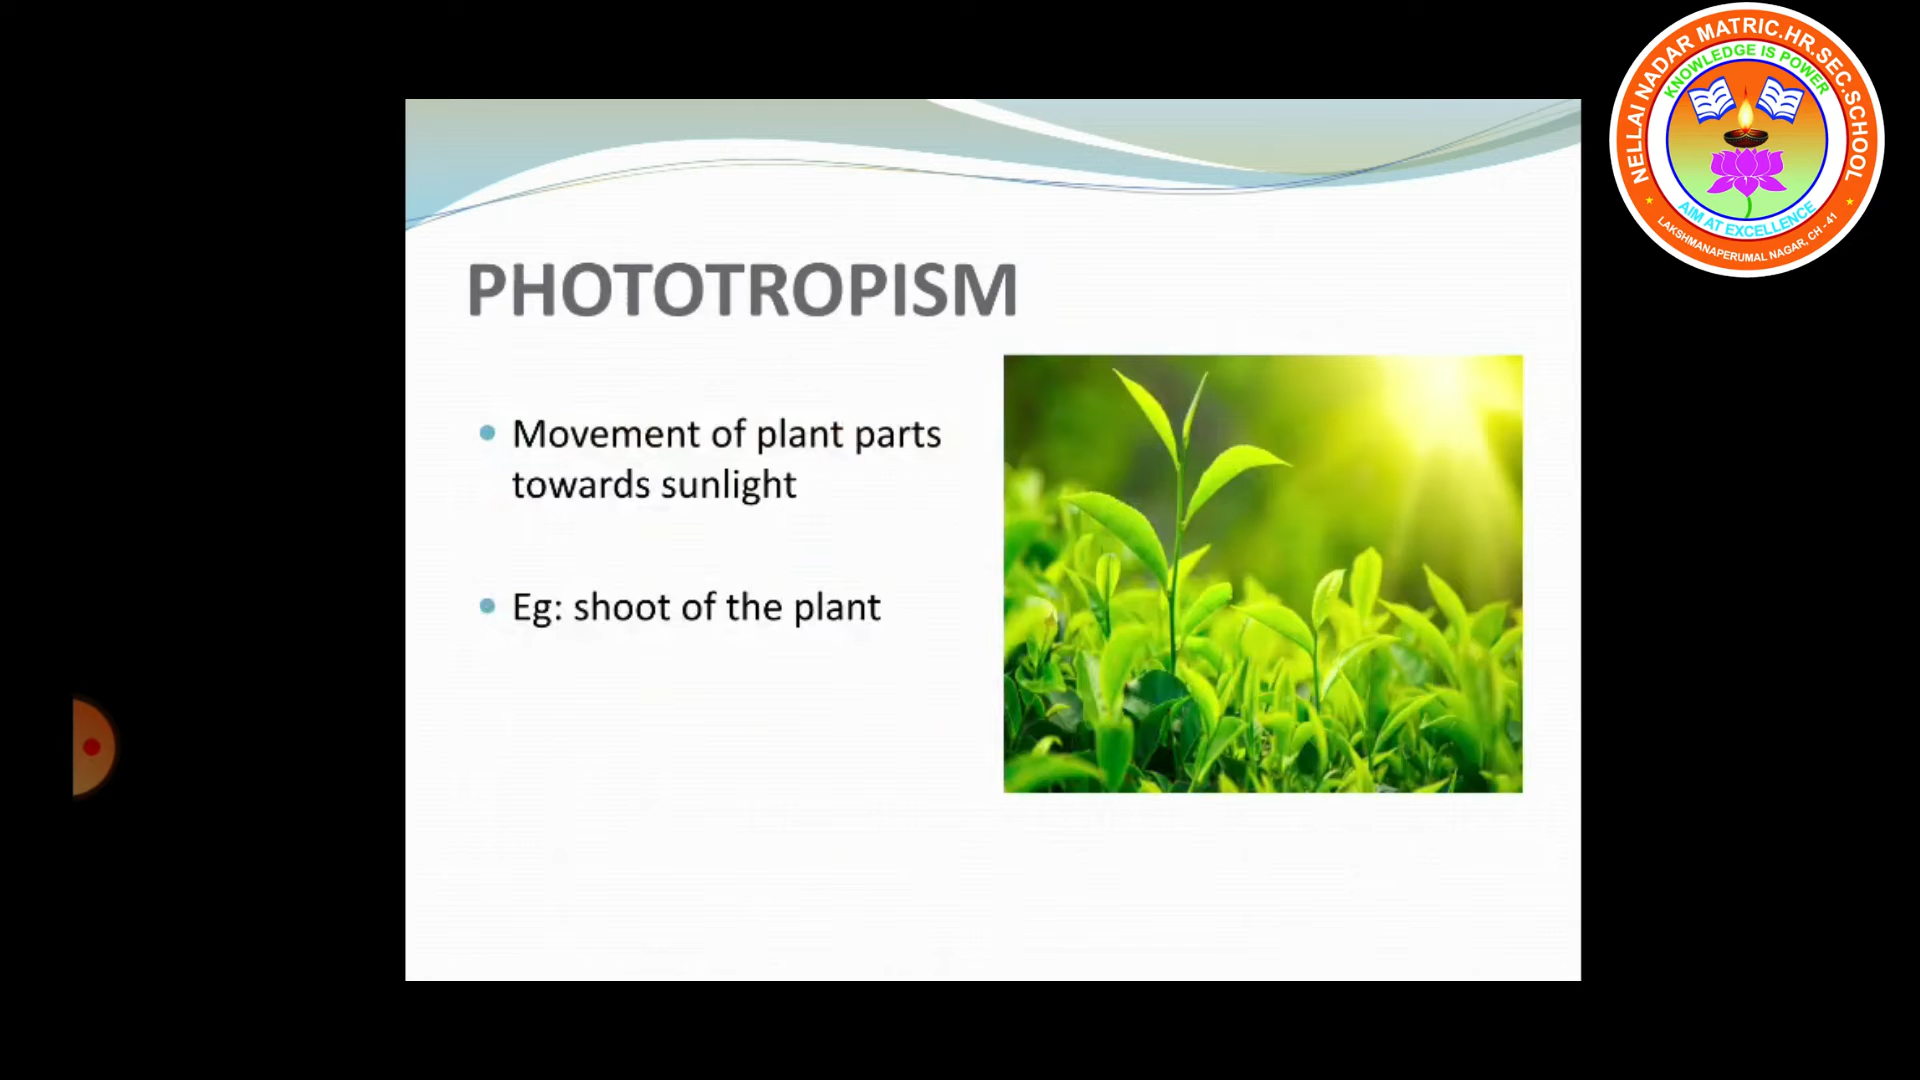 NELLAI NADAR MATRIC.HR.SEC.SCHOOL
KNOWLEDGE IS POWER
AIM AT EXCELLENCE
LAKSHMANAPERUMAL NAGAR, CH - 41
PHOTOTROPISM
Movement of plant parts
towards sunlight
Eg: shoot of the plant